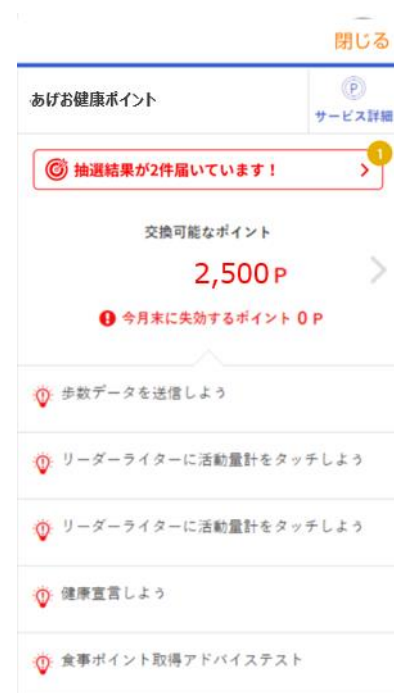 閉じる
あげお健康ポイント
P
サービス詳細
抽選結果が2件届いています！
1
交換可能なポイント
2,500 P
今月末に失効するポイント 0 P
歩数データを送信しよう
リーダーライターに活動量計をタッチしよう
リーダーライターに活動量計をタッチしよう
健康宣言しよう
食事ポイント取得アドバイステスト